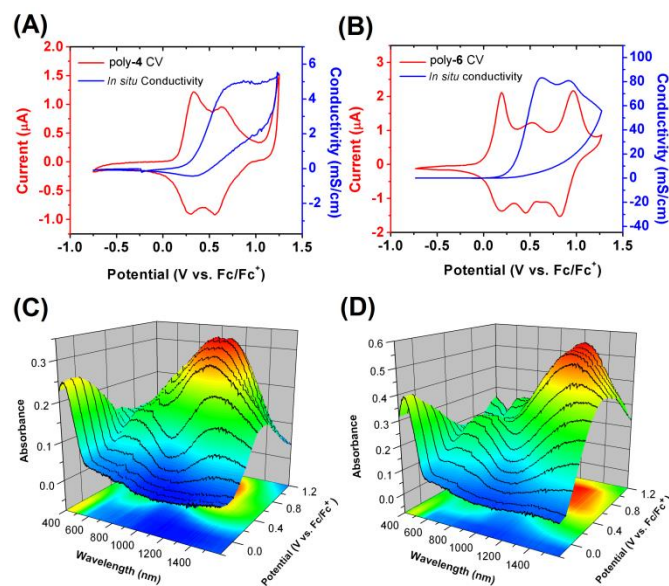 (A)
poly-4 CV
In situ Conductivity
Current (μA)
2.0
1.5
1.0
0.5
0.0
-0.5
-1.0
Conductivity (mS/cm)
6
4
2
0
-2
-1.0 -0.5 0.0 0.5 1.0 1.5
Potential (V vs. Fc/Fc+)
(B)
poly-6 CV
In situ conductivity
Current (μA)
3
2
1
0
-1
-2
Conductivity (mS/cm)
100
80
60
40
20
0
-20
-40
-1.0 -0.5 0.0 0.5 1.0 1.5
Potential (V vs. Fc/Fc+)
(C)
Absorbance
0.3
0.2
0.1
0.0
400 600 800 1000 1200 1400
Wavelength (nm)
0.0 0.4 0.8 1.2
Potential (V vs. Fc/Fc+)
(D)
Absorbance
0.6
0.5
0.4
0.3
0.2
0.1
0.0
400 600 800 1000 1200 1400
Wavelength (nm)
0.0 0.4 0.8 1.2
Potential (V vs. Fc/Fc+)